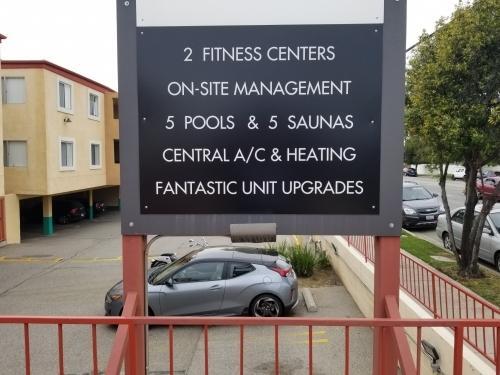 2 FITNESS CENTERS
ON-SITE MANAGEMENT
5 POOLS & 5 SAUNAS
CENTRAL A/C & HEATING
FANTASTIC UNIT UPGRADES